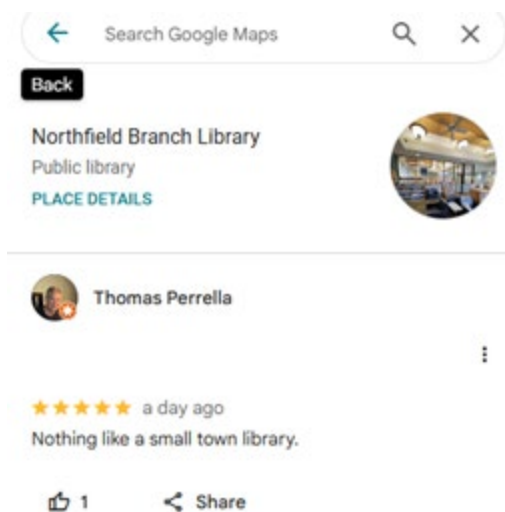 Search Google Maps
Back
Northfield Branch Library
Public library
PLACE DETAILS
Thomas Perrella
a day ago
Nothing like a small town library.
1
Share